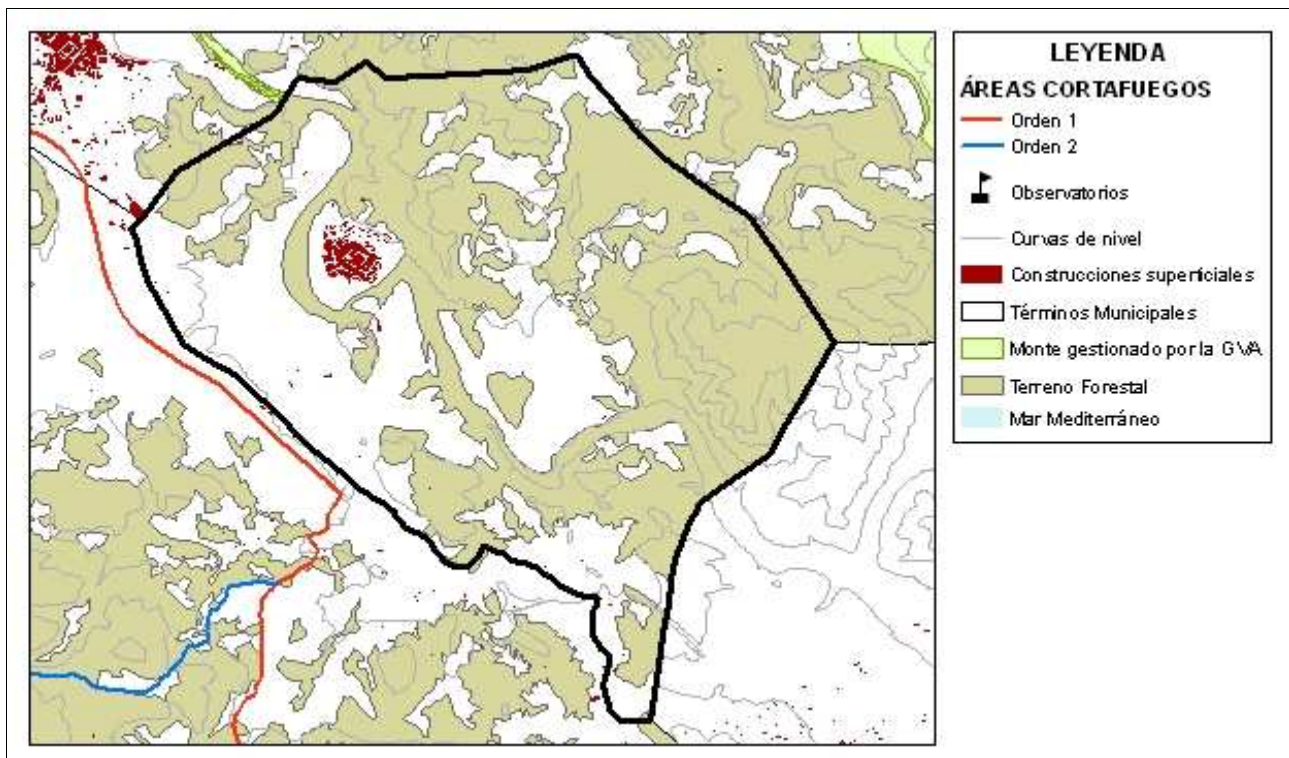 LEYENDA
ÁREAS CORTAFUEGOS
Orden 1
Orden 2
Observatorios
Curvas de nivel
Construcciones superficiales
Términos Municipales
Monte gestionado por la GVA
Terreno Forestal
Mar Mediterráneo